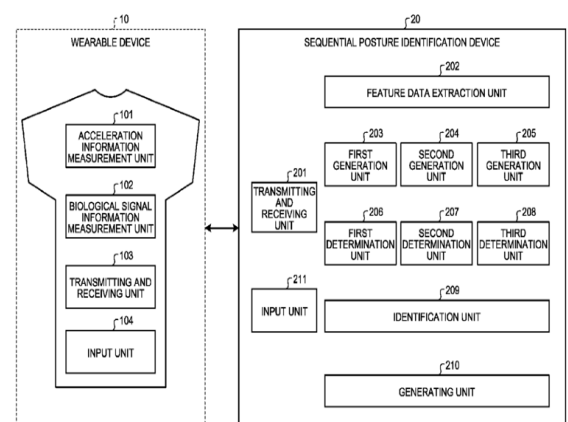 10
WEARABLE DEVICE
101
ACCELERATION
INFORMATION
MEASUREMENT UNIT
102
BIOLOGICAL SIGNAL
INFORMATION
MEASUREMENT UNIT
103
TRANSMITTING AND
RECEIVING UNIT
104
INPUT UNIT
20
SEQUENTIAL POSTURE IDENTIFICATION DEVICE
202
FEATURE DATA EXTRACTION UNIT
201
TRANSMITTING
AND
RECEIVING
UNIT
203
FIRST
GENERATION
UNIT
204
SECOND
GENERATION
UNIT
205
THIRD
GENERATION
UNIT
206
FIRST
DETERMINATION
UNIT
207
SECOND
DETERMINATION
UNIT
208
THIRD
DETERMINATION
UNIT
211
INPUT UNIT
209
IDENTIFICATION UNIT
210
GENERATING UNIT